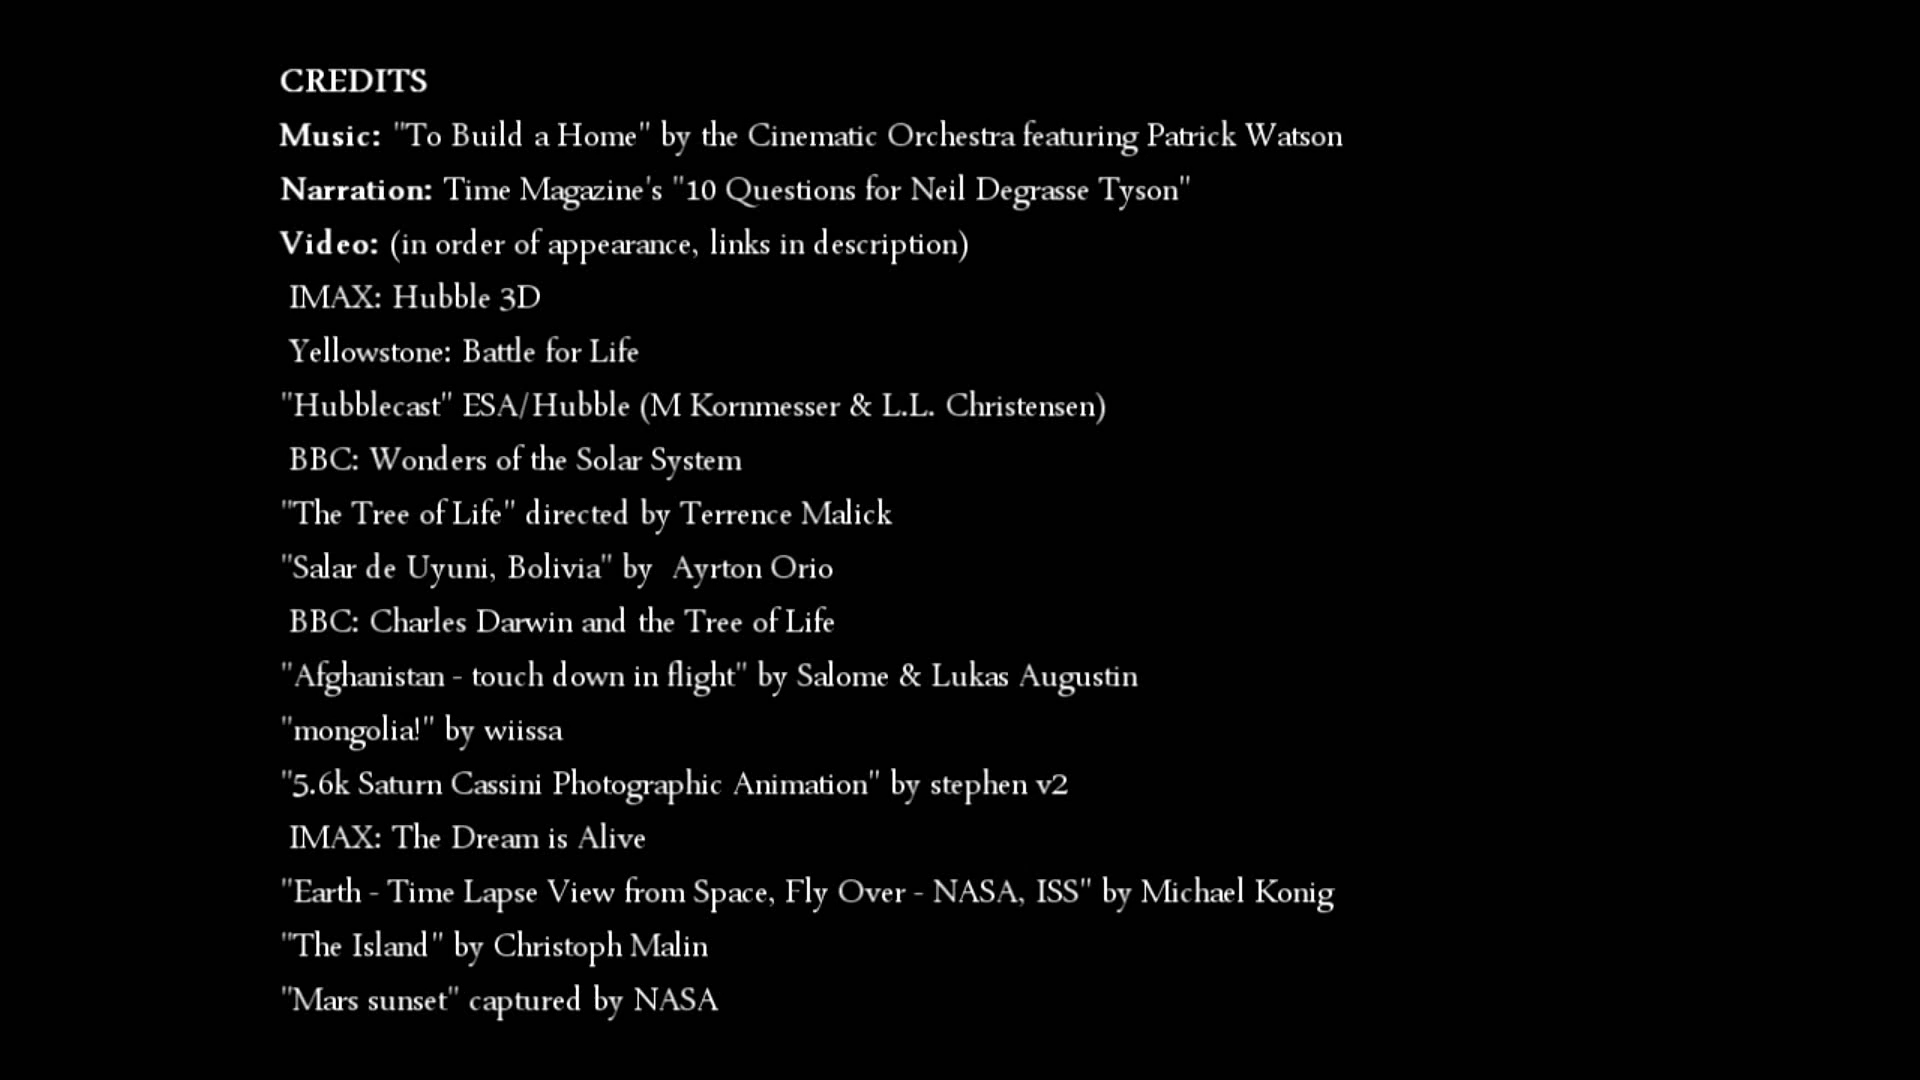 CREDITS
Music: "To Build a Home" by the Cinematic Orchestra featuring Patrick Watson
Narration: Time Magazine's "10 Questions for Neil Degrasse Tyson"
Video: (in order of appearance, links in description)
IMAX: Hubble 3D
Yellowstone: Battle for Life
"Hubblecast" ESA/Hubble (M Kornmesser & L.L. Christensen)
BBC: Wonders of the Solar System
"The Tree of Life" directed by Terrence Malick
"Salar de Uyuni, Bolivia" by  Ayrton Orio
BBC: Charles Darwin and the Tree of Life
"Afghanistan - touch down in flight" by Salome & Lukas Augustin
"mongolia!" by wiissa
"5.6k Saturn Cassini Photographic Animation" by stephen v2
IMAX: The Dream is Alive
"Earth - Time Lapse View from Space, Fly Over - NASA, ISS" by Michael Konig
"The Island" by Christoph Malin
"Mars sunset" captured by NASA